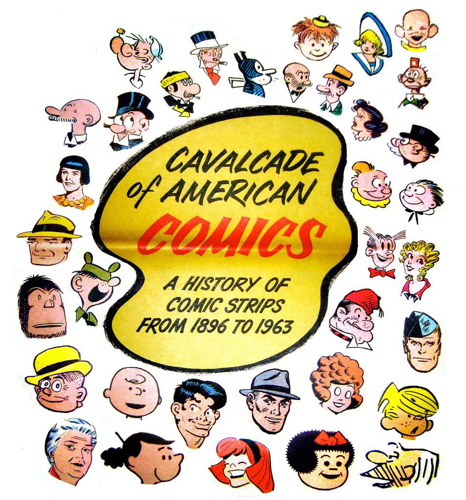 CAVALCADE
of AMERICAN
COMICS
A HISTORY OF
COMIC STRIPS
FROM 1896 TO 1963